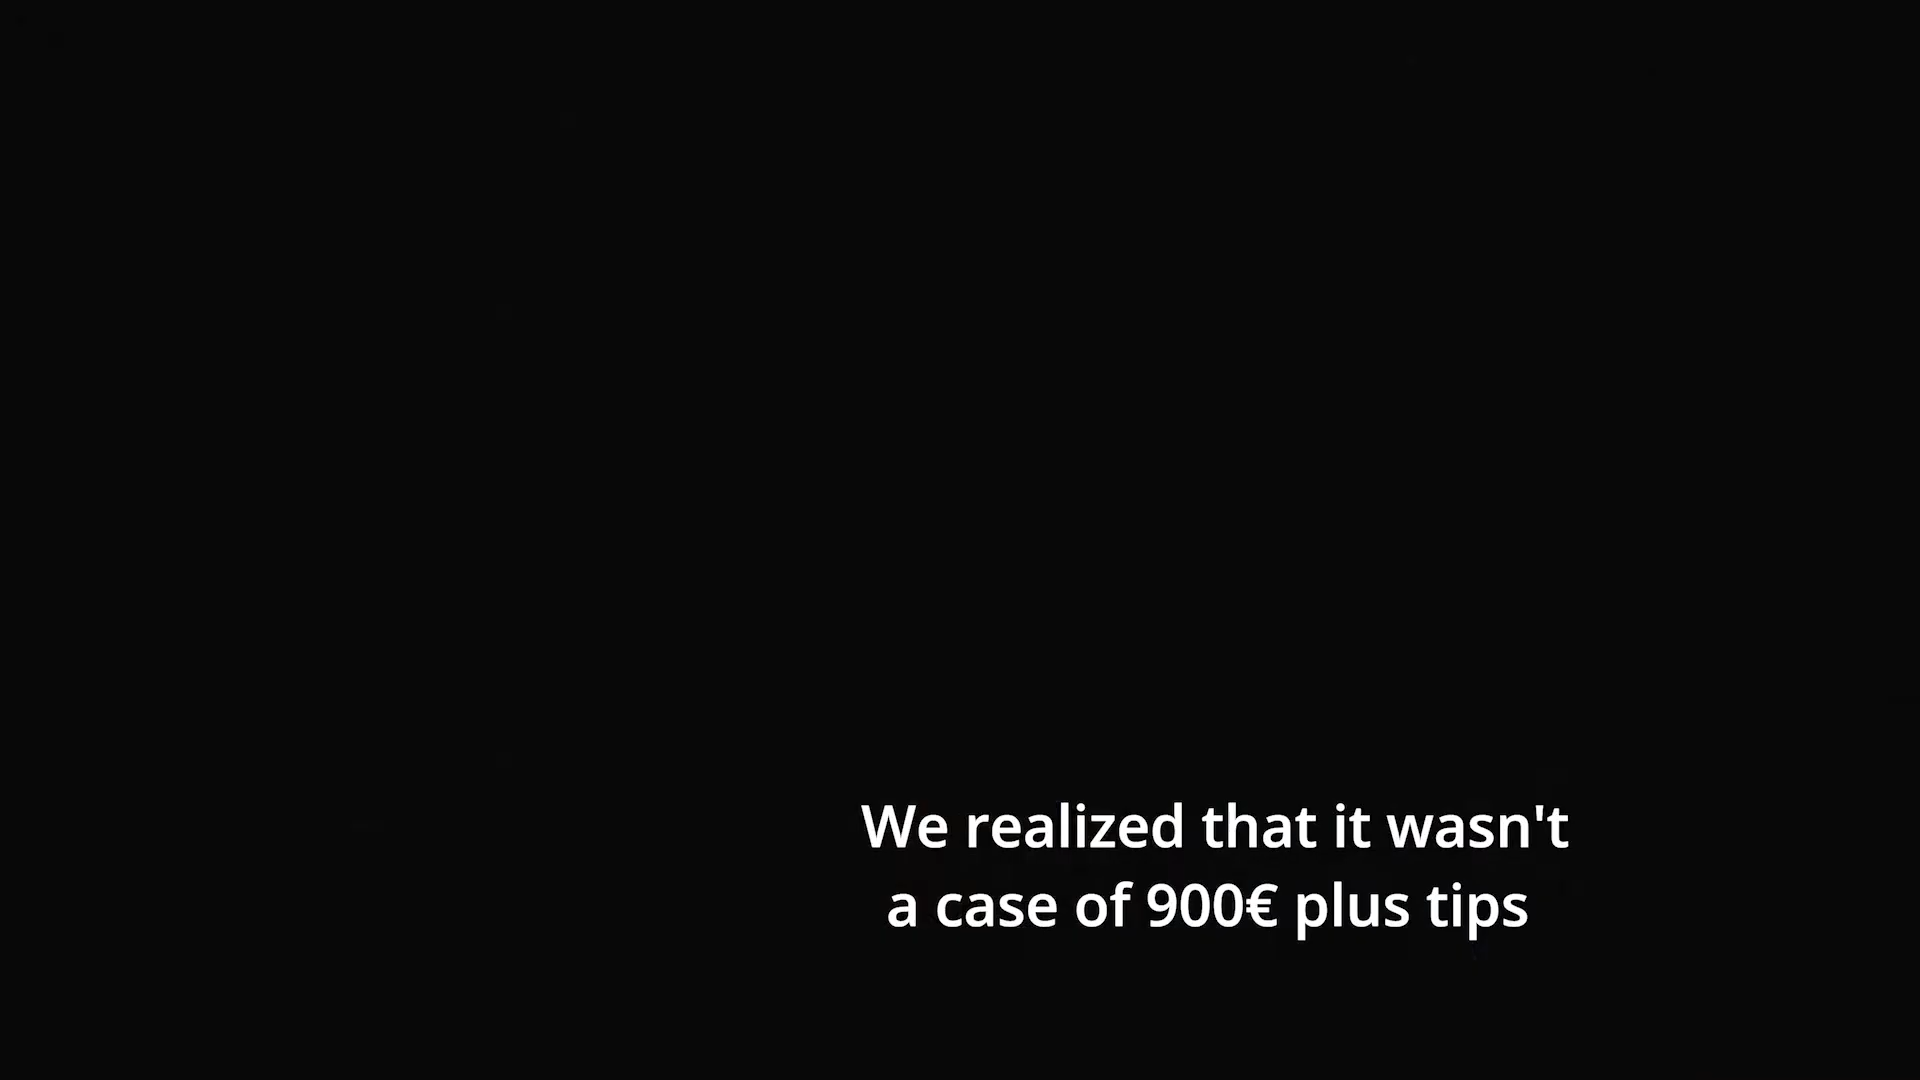 We realized that it wasn't
a case of 900€ plus tips